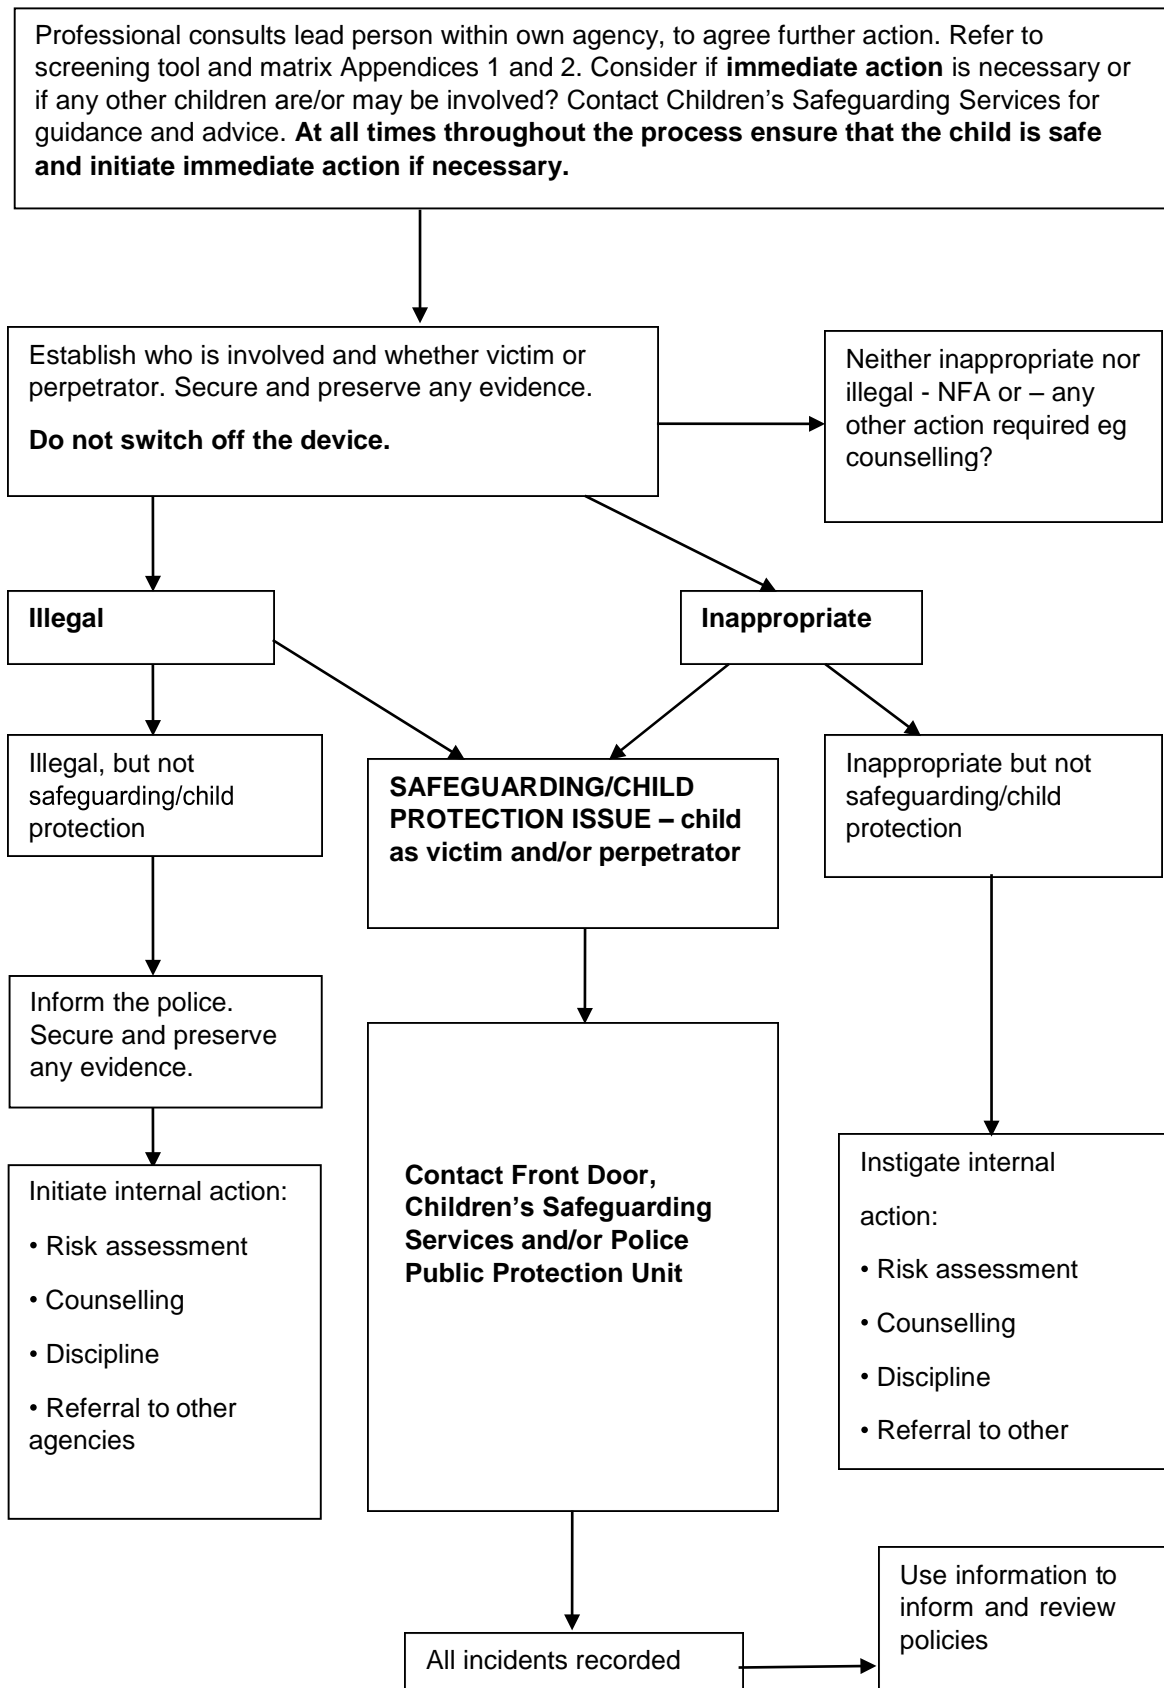 Professional consults lead person within own agency, to agree further action. Refer to
screening tool and matrix Appendices 1 and 2. Consider if immediate action is necessary or
if any other children are/or may be involved? Contact Children’s Safeguarding Services for
guidance and advice. At all times throughout the process ensure that the child is safe
and initiate immediate action if necessary.
Establish who is involved and whether victim or
perpetrator. Secure and preserve any evidence.
Do not switch off the device.
Neither inappropriate nor
illegal - NFA or – any
other action required eg
counselling?
Illegal
Inappropriate
Illegal, but not
safeguarding/child
protection
SAFEGUARDING/CHILD
PROTECTION ISSUE – child
as victim and/or perpetrator
Inappropriate but not
safeguarding/child
protection
Inform the police.
Secure and preserve
any evidence.
Contact Front Door,
Children’s Safeguarding
Services and/or Police
Public Protection Unit
Initiate internal action:
• Risk assessment
• Counselling
• Discipline
• Referral to other
agencies
Instigate internal
action:
• Risk assessment
• Counselling
• Discipline
• Referral to other
All incidents recorded
Use information to
inform and review
policies